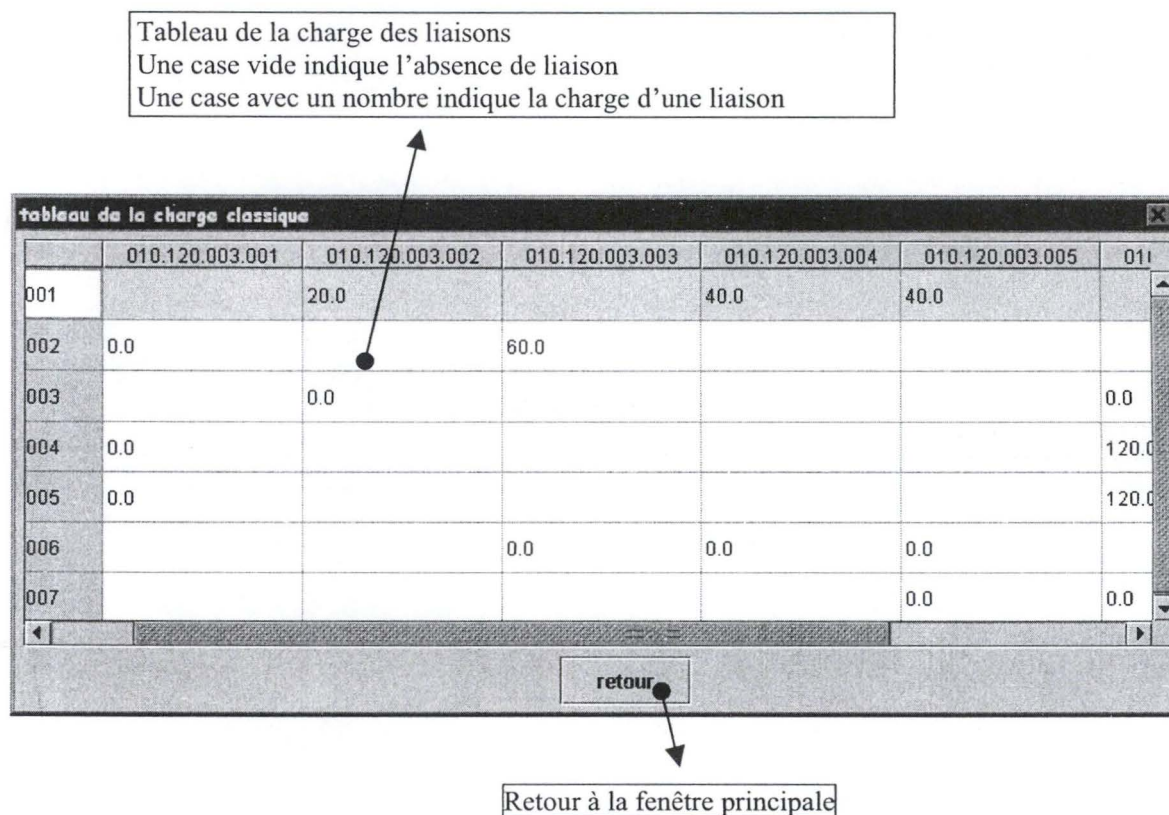 Tableau de la charge des liaisons
Une case vide indique l'absence de liaison
Une case avec un nombre indique la charge d'une liaison
tableau de la charge classique
010.120.003.001 010.120.003.002 010.120.003.003 010.120.003.004 010.120.003.005
001 20.0 40.0 40.0
002 0.0 60.0
003 0.0 0.0
004 0.0 120.0
005 0.0 120.0
006 0.0 0.0 0.0
007 0.0 0.0
retour
Retour à la fenêtre principale